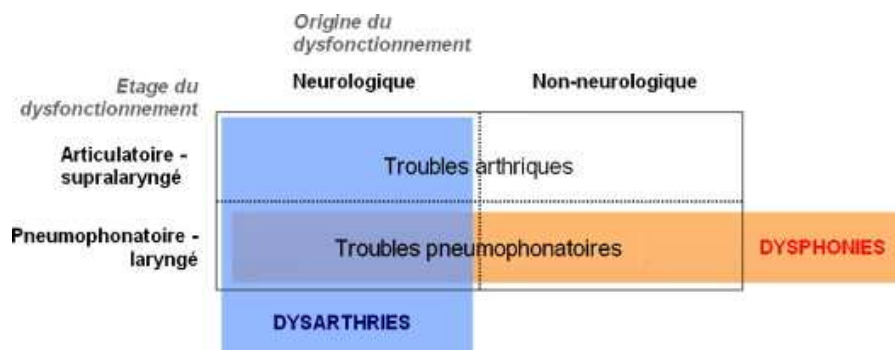 Origine du
dysfonctionnement
Etage du
dysfonctionnement
Neurologique
Non-neurologique
Articulatoire -
supralaryngé
Troubles arthriques
Pneumophonatoire -
laryngé
Troubles pneumophonatoires
DYSPHONIES
DYSARTHRIES